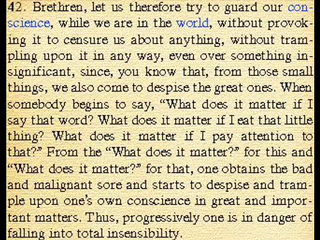 42. Brethren, let us therefore try to guard our con-
science, while we are in the world, without provok-
ing it to censure us about anything, without tram-
pling upon it in any way, even over something in-
significant, since, you know that, from those small
things, we also come to despise the great ones. When
somebody begins to say, “What does it matter if I
say that word? What does it matter if I eat that little
thing? What does it matter if I pay attention to
that?” From the “What does it matter?” for this and
“What does it matter?” for that, one obtains the bad
and malignant sore and starts to despise and tram-
ple upon one’s own conscience in great and impor-
tant matters. Thus, progressively one is in danger of
falling into total insensibility.